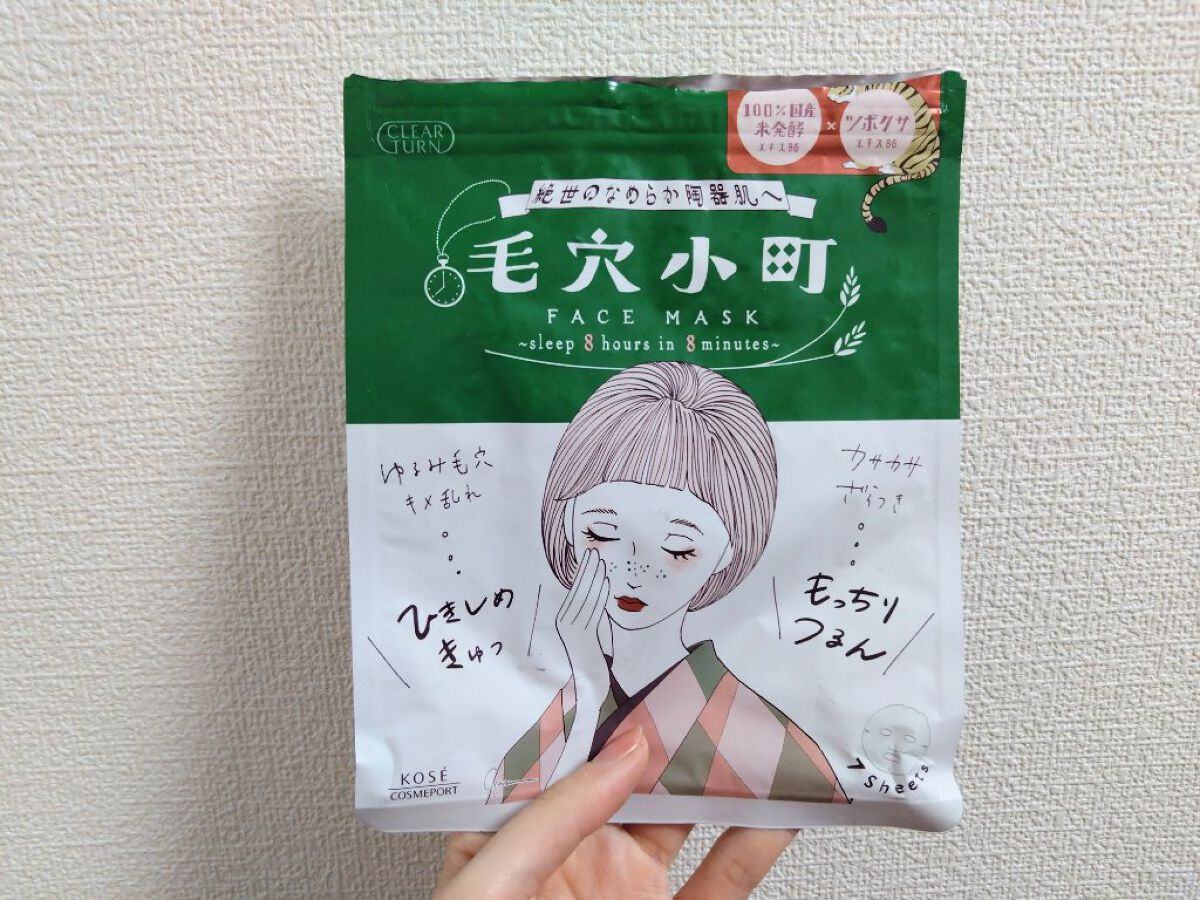 CLEAR
TURN
100%国産
米発酵
エキスBG
×
ツボクサ
エキスBG
絶世のなめらか陶器肌へ
毛穴小町
FACE MASK
~sleep 8 hours in 8 minutes~
ゆるみ毛穴
キメ乱れ
ひきしめ
きゅっ
カサカサ
ざらつき
もっちり
つるん
KOSÉ
COSMEPORT
7 Sheets